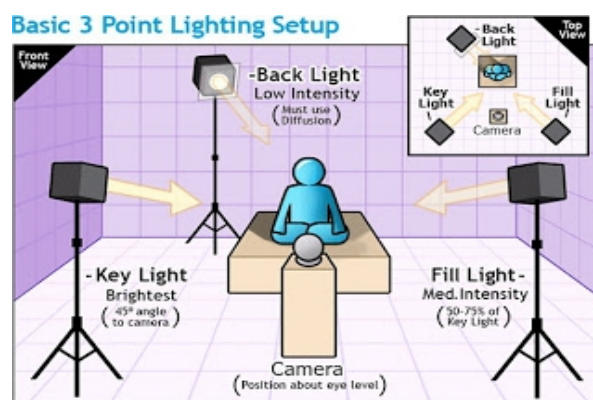 Basic 3 Point Lighting Setup
Front
View
Top
View
-Back
Light
Key
Light
Fill
Light
Camera
-Back Light
Low Intensity
(Must use
Diffusion)
-Key Light
Brightest
(45° angle
to camera)
Fill Light-
Med.Intensity
(50-75% of
Key Light)
Camera
(Position about eye level)